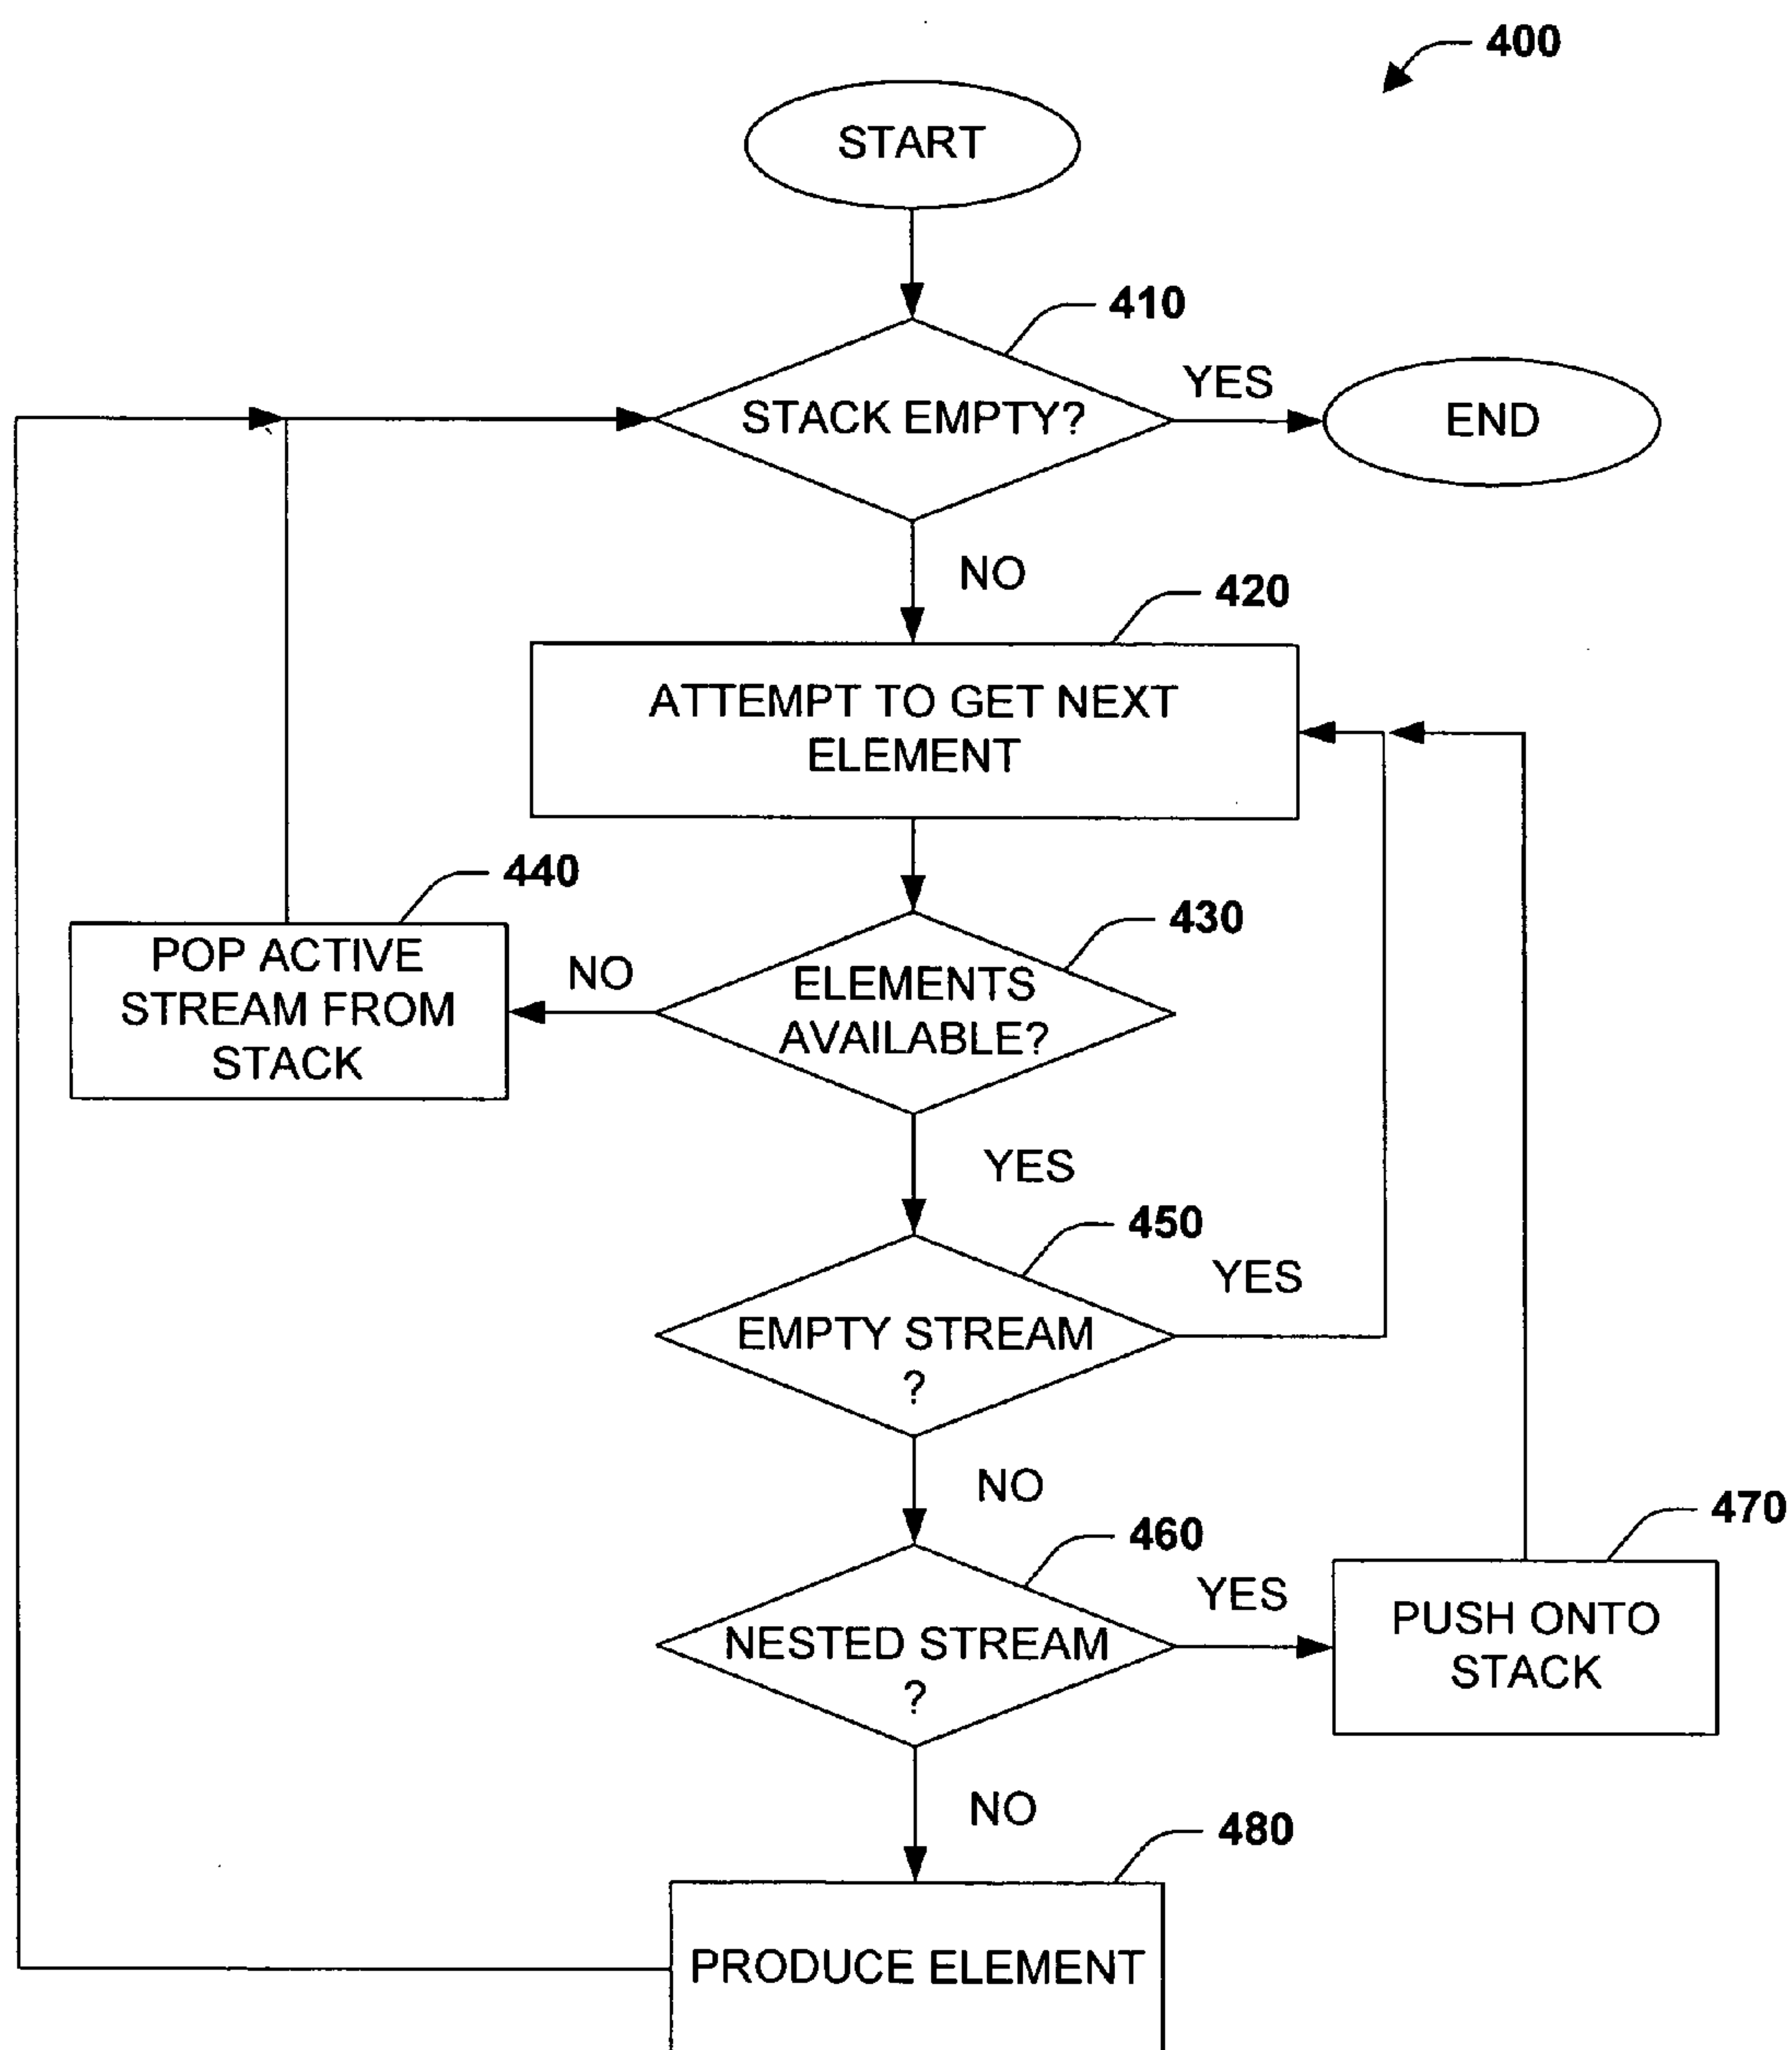 400
START
410
YES
STACK EMPTY?
END
NO
420
ATTEMPT TO GET NEXT
ELEMENT
440
430
POP ACTIVE
STREAM FROM
STACK
NO
ELEMENTS
AVAILABLE?
YES
450
YES
EMPTY STREAM
?
NO
460
470
YES
NESTED STREAM
?
PUSH ONTO
STACK
NO
480
PRODUCE ELEMENT